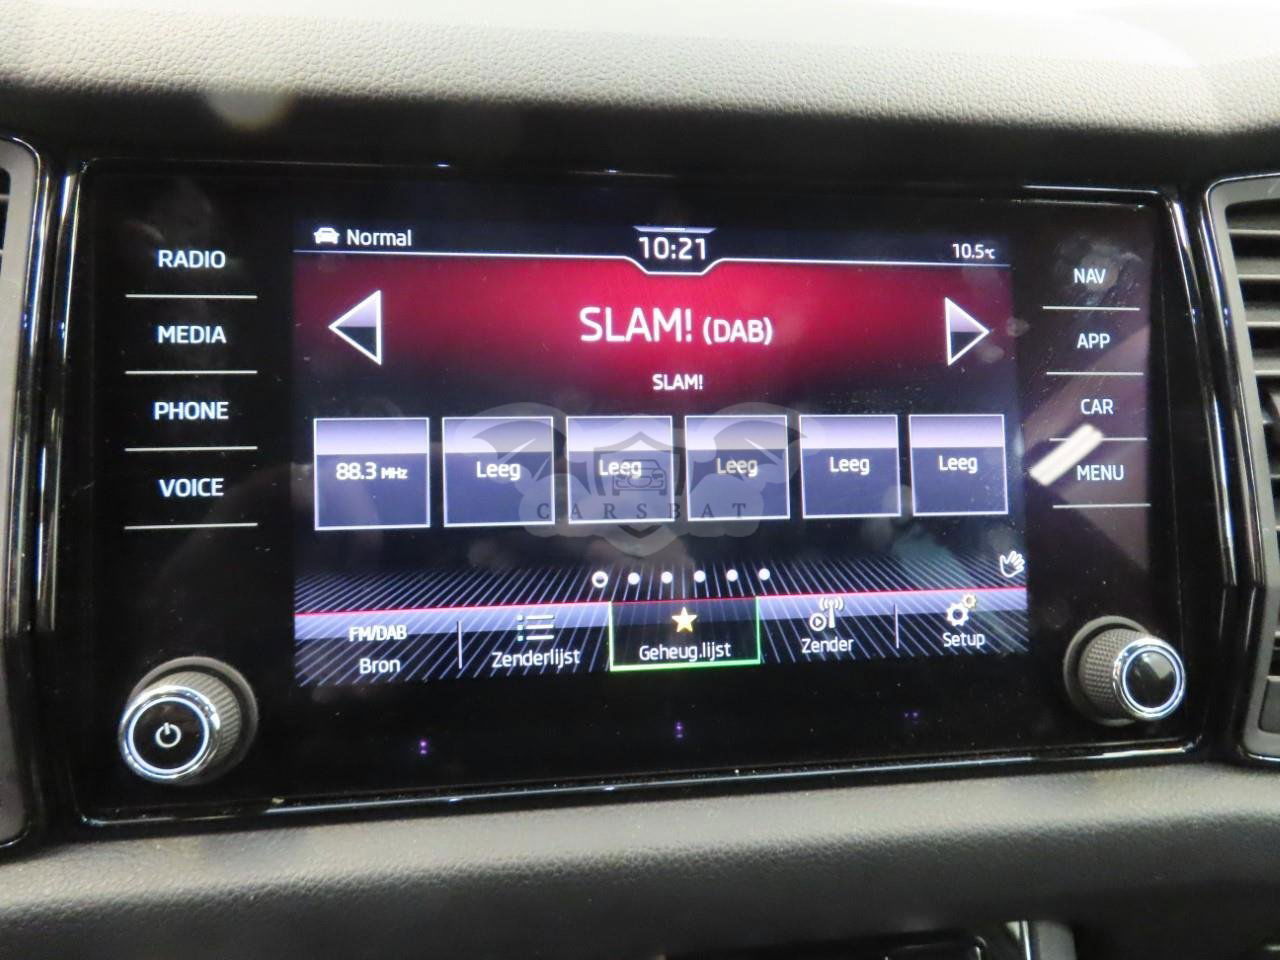 RADIO
MEDIA
PHONE
VOICE
Normal
10:21
10.5°C
SLAM! (DAB)
SLAM!
88.3 MHz
Leeg
Leeg
Leeg
Leeg
Leeg
CARSBAT
FM/DAB
Bron
Zenderlijst
Geheug.lijst
Zender
Setup
NAV
APP
CAR
MENU